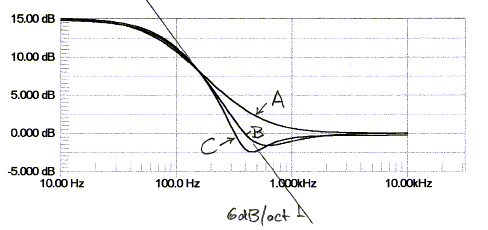 15.00 dB
10.00 dB
5.000 dB
0.000 dB
-5.000 dB
A
B
C
10.00 Hz
100.0 Hz
1.000kHz
10.00kHz
6dB/oct